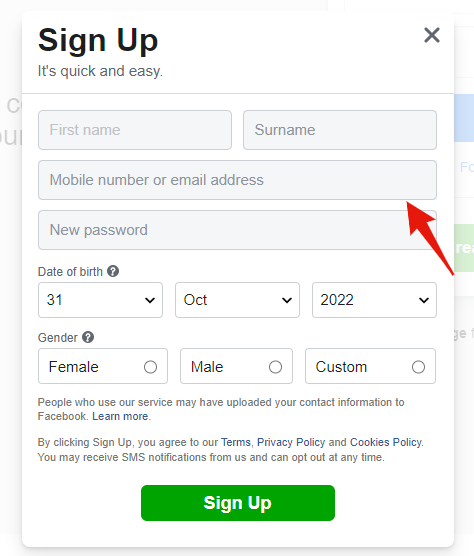 Sign Up
It's quick and easy.
First name
Surname
Mobile number or email address
New password
Date of birth
31
Oct
2022
Gender
Female
Male
Custom
People who use our service may have uploaded your contact information to
Facebook. Learn more.
By clicking Sign Up, you agree to our Terms, Privacy Policy and Cookies Policy.
You may receive SMS notifications from us and can opt out at any time.
Sign Up